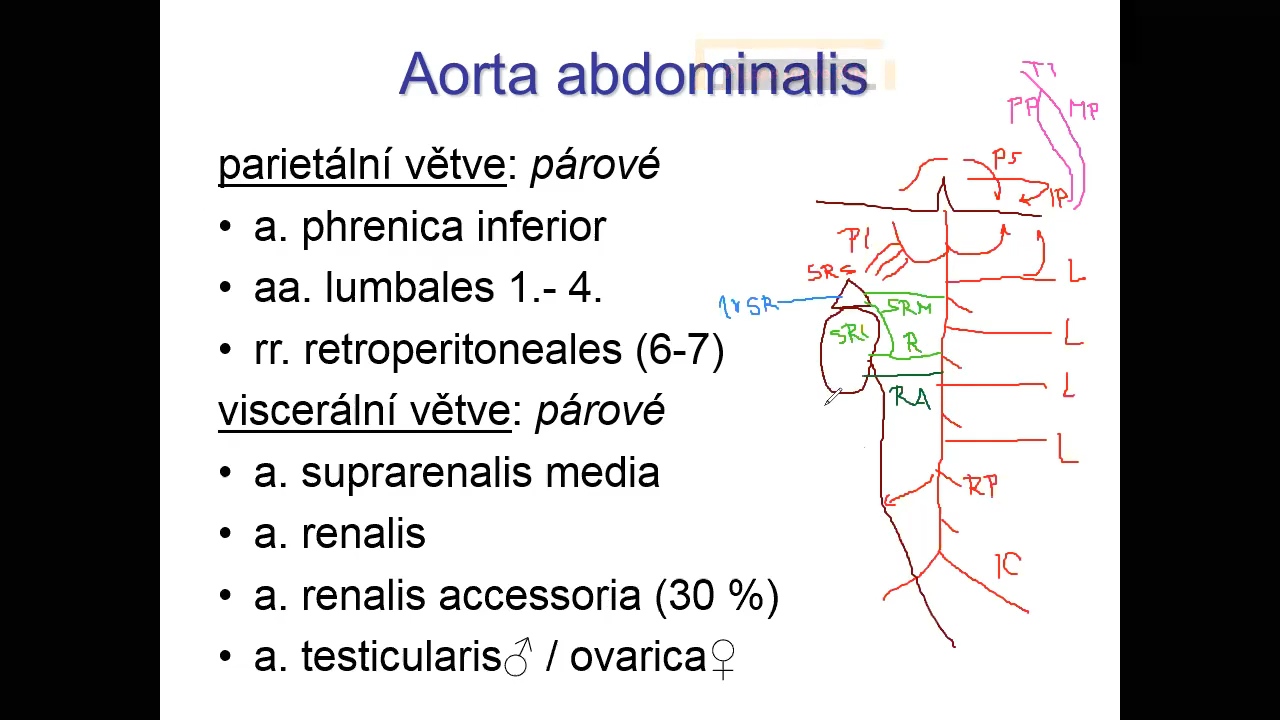 Aorta abdominalis
parietální větve: párové
• a. phrenica inferior
• aa. lumbales 1.- 4.
• rr. retroperitoneales (6-7)
viscerální větve: párové
• a. suprarenalis media
• a. renalis
• a. renalis accessoria (30 %)
• a. testicularis♂ / ovarica♀
TI
PP
MP
PS
IP
PI
SRS
L
SRM
SRI
R
L
RA
L
L
RP
IC